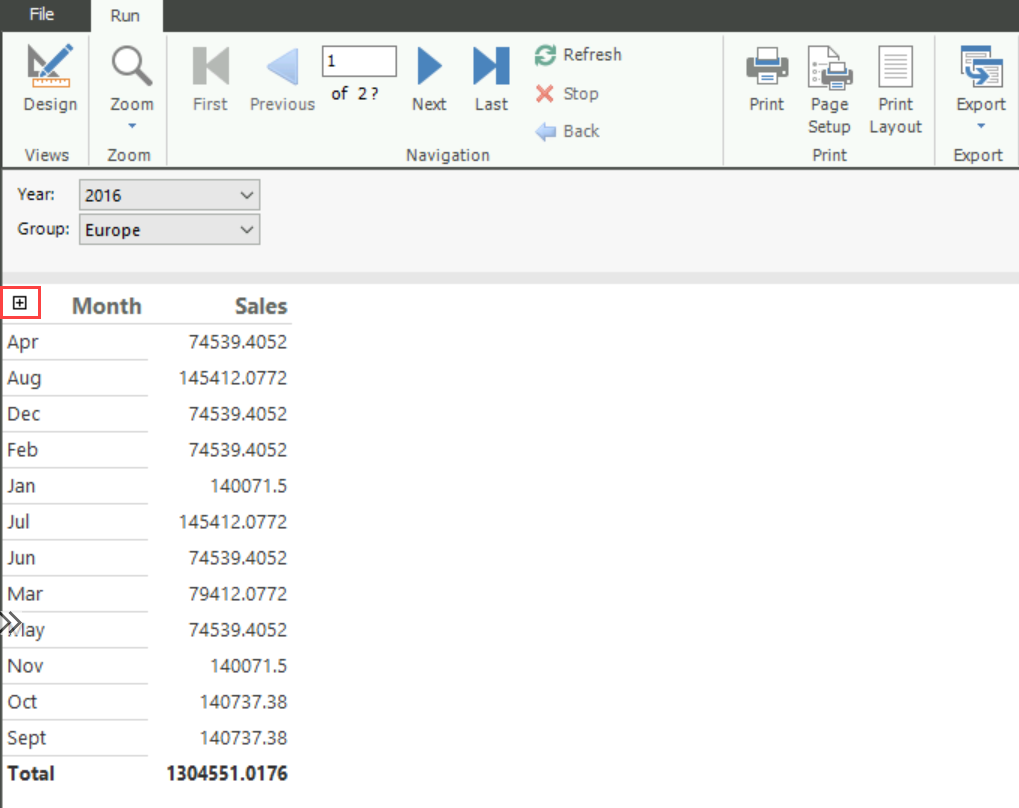 File Run
Design Zoom First Previous 1 of 2 ? Next Last Refresh Stop Back Print Page Setup Print Layout Export
Views Zoom Navigation Print Export
Year: 2016
Group: Europe
Month Sales
Apr 74539.4052
Aug 145412.0772
Dec 74539.4052
Feb 74539.4052
Jan 140071.5
Jul 145412.0772
Jun 74539.4052
Mar 79412.0772
May 74539.4052
Nov 140071.5
Oct 140737.38
Sept 140737.38
Total 1304551.0176